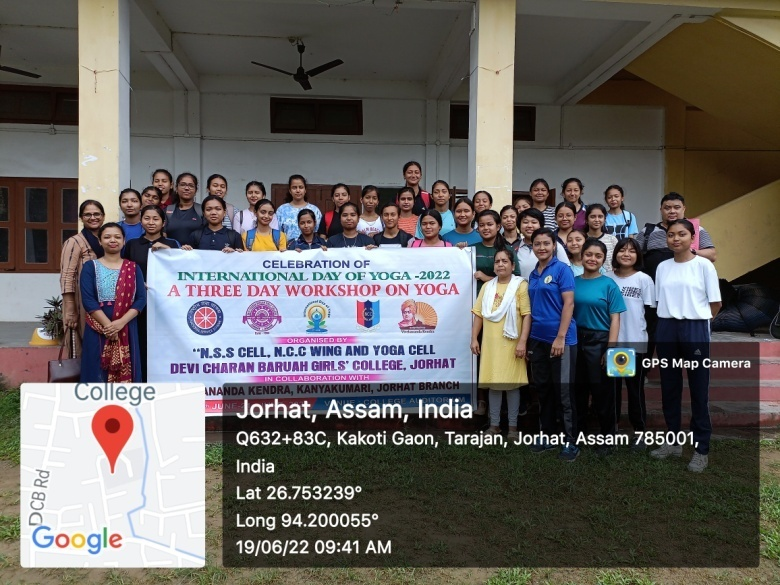 CELEBRATION OF
INTERNATIONAL DAY OF YOGA -2022
A THREE DAY WORKSHOP ON YOGA
ORGANISED BY
"N.S.S CELL, N.C.C WING AND YOGA CELL
DEVI CHARAN BARUAH GIRLS' COLLEGE, JORHAT
IN COLLABORATION WITH
ANANDA KENDRA, KANYAKUMARI, JORHAT BRANCH
JUNE
COLLEGE AUDITORIUM
GPS Map Camera
College
DCB Rd
Google
Jorhat, Assam, India
Q632+83C, Kakoti Gaon, Tarajan, Jorhat, Assam 785001,
India
Lat 26.753239°
Long 94.200055°
19/06/22 09:41 AM